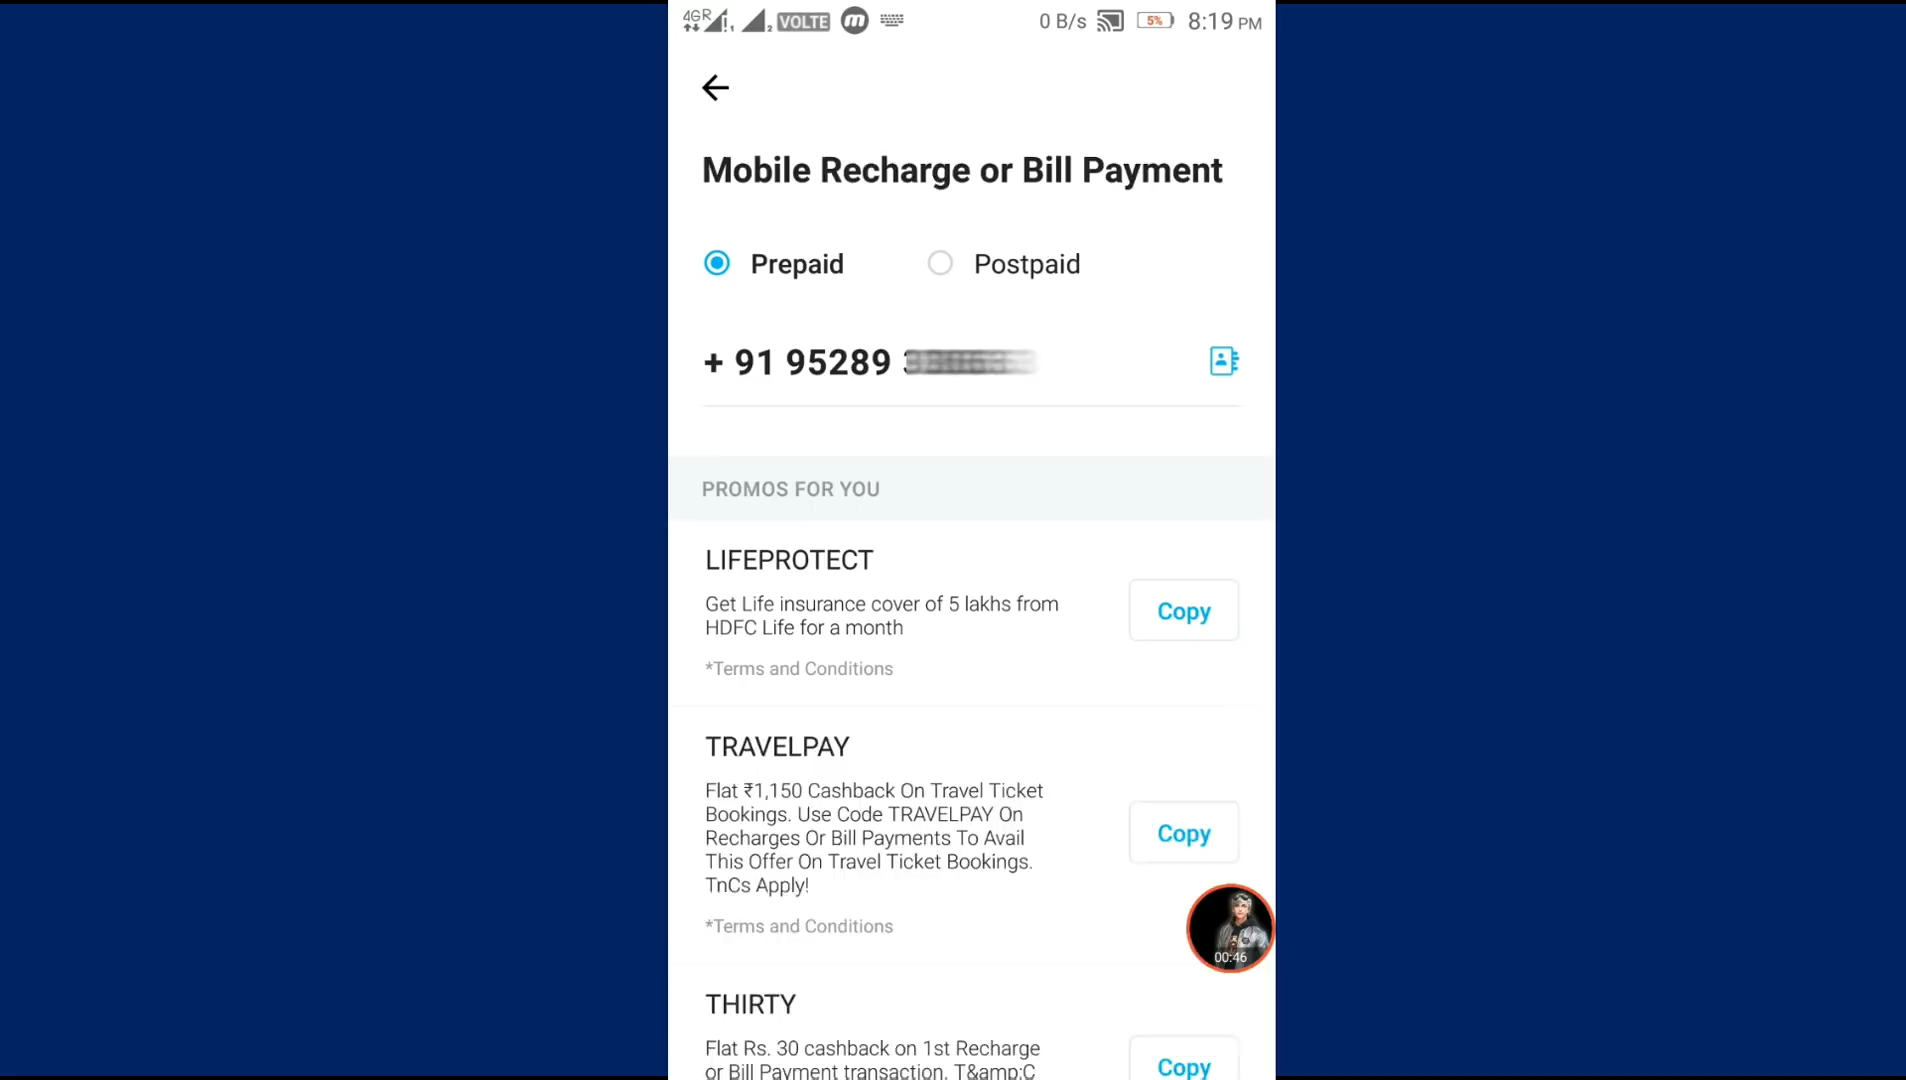 4GR VOLTE m 0 B/s 5% 8:19 PM
Mobile Recharge or Bill Payment
Prepaid Postpaid
+ 91 95289
PROMOS FOR YOU
LIFEPROTECT
Get Life insurance cover of 5 lakhs from
HDFC Life for a month
Copy
*Terms and Conditions
TRAVELPAY
Flat ₹1,150 Cashback On Travel Ticket
Bookings. Use Code TRAVELPAY On
Recharges Or Bill Payments To Avail
This Offer On Travel Ticket Bookings.
TnCs Apply!
Copy
*Terms and Conditions
00:46
THIRTY
Flat Rs. 30 cashback on 1st Recharge
or Bill Payment transaction. T&amp;C
Copy